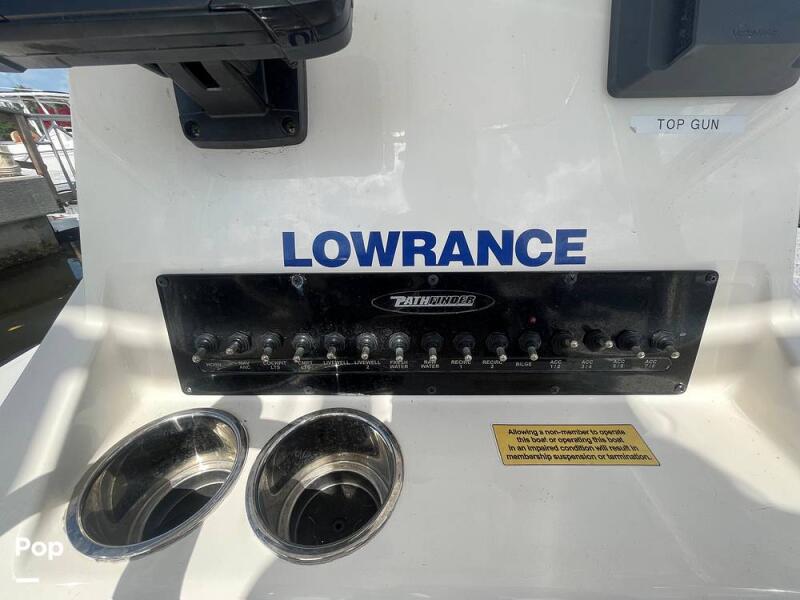 TOP GUN
LOWRANCE
PATHFINDER
HORN
NAV
ANC.
COCKPIT
LTS
LTS
LIVEWELL
LIVEWELL
2
FRESH
WATER
RAW
WATER
RECIRC
1
RECIRC
2
BILGE
ACC
1/2
ACC
3/4
ACC
5/6
ACC
7/8
Allowing a non-member to operate
this boat or operating this boat
in an impaired condition will result in
membership suspension or termination.
Pop